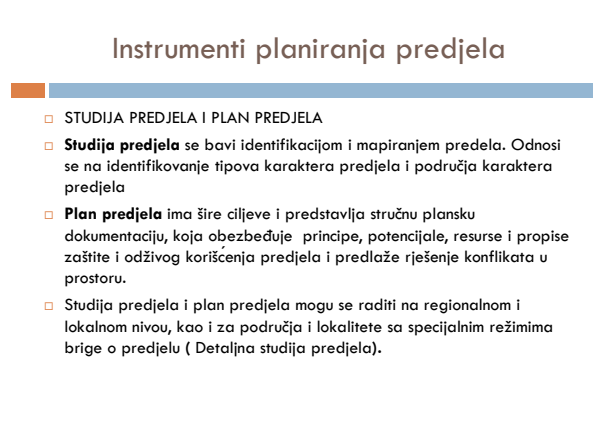 Instrumenti planiranja predjela
STUDIJA PREDJELA I PLAN PREDJELA
Studija predjela se bavi identifikacijom i mapiranjem predela. Odnosi
se na identifikovanje tipova karaktera predjela i područja karaktera
predjela
Plan predjela ima šire ciljeve i predstavlja stručnu plansku
dokumentaciju, koja obezbeđuje  principe, potencijale, resurse i propise
zaštite i održivog korišćenja predjela i predlaže rješenje konflikata u
prostoru.
Studija predjela i plan predjela mogu se raditi na regionalnom i
lokalnom nivou, kao i za područja i lokalitete sa specijalnim režimima
brige o predjelu ( Detaljna studija predjela).